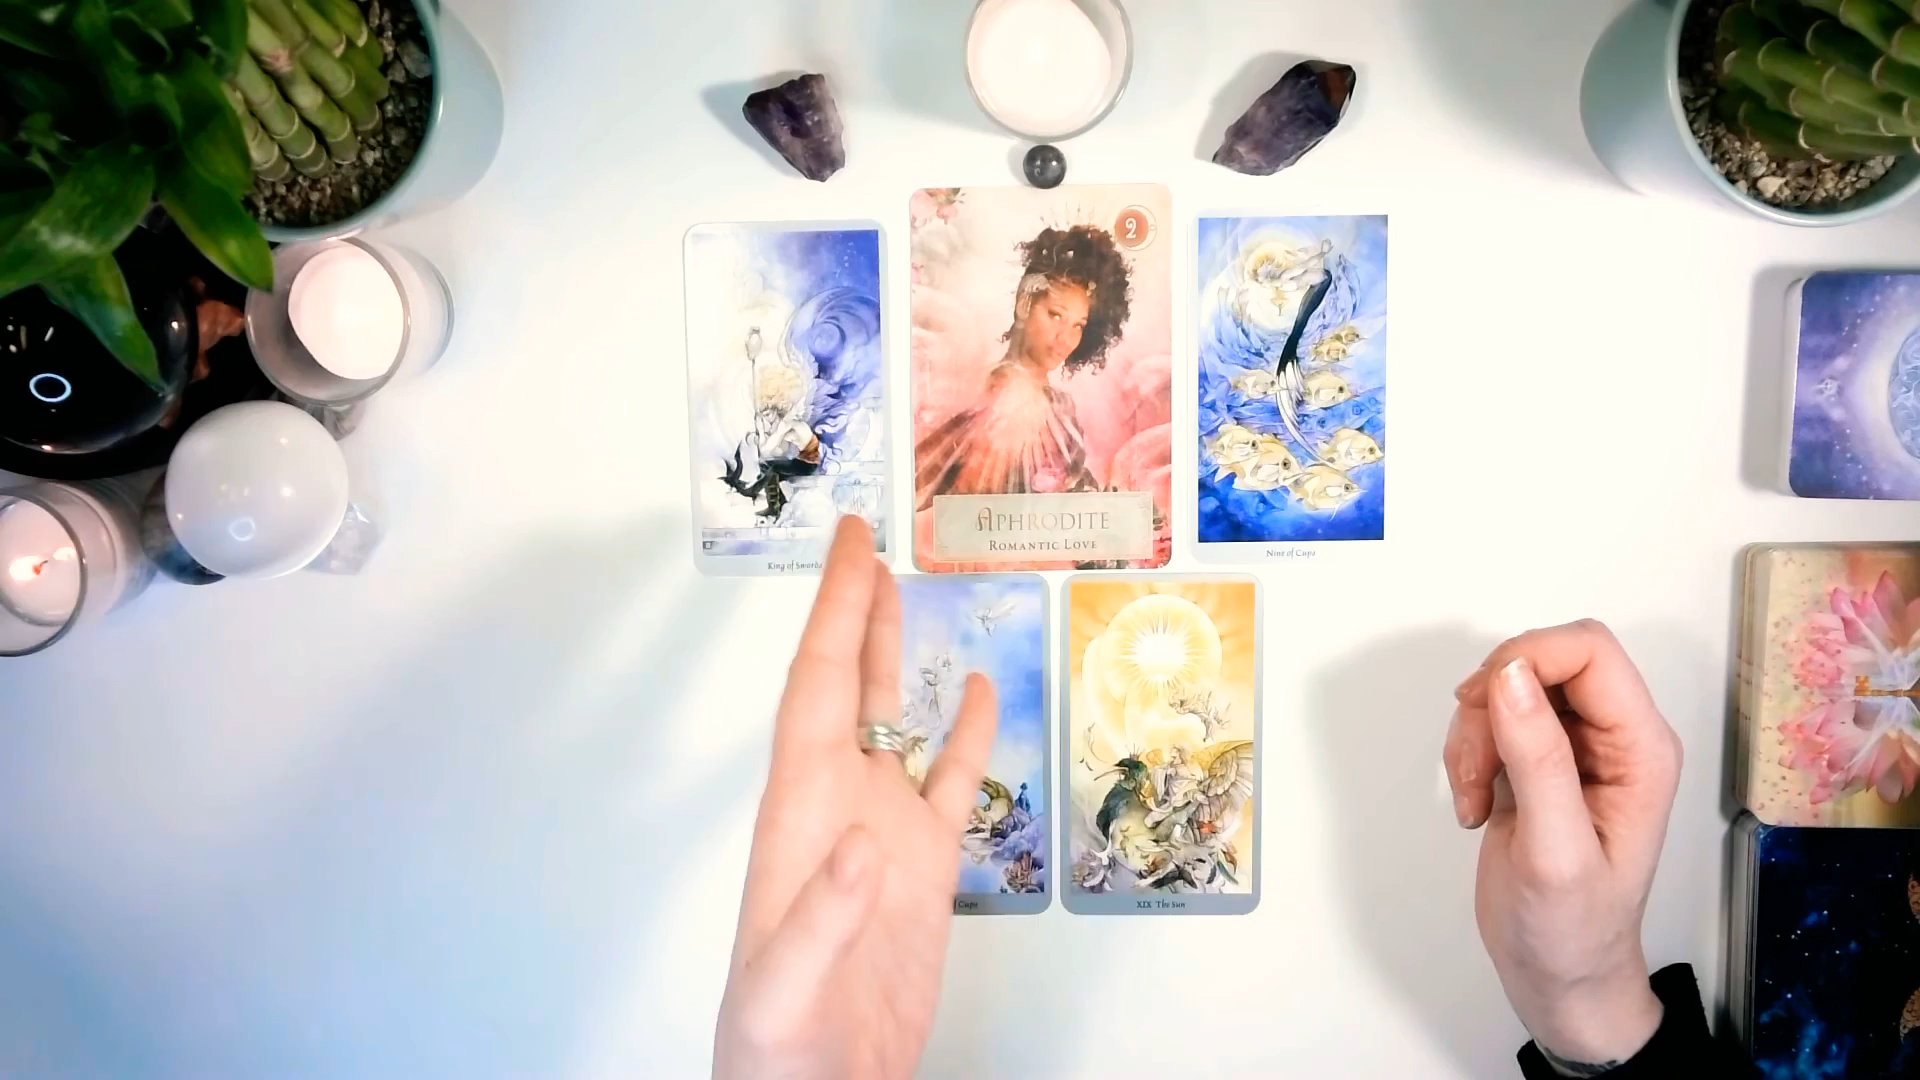 2
APHRODITE
ROMANTIC LOVE
King of Swords
Nine of Cups
Cups
XIX The Sun